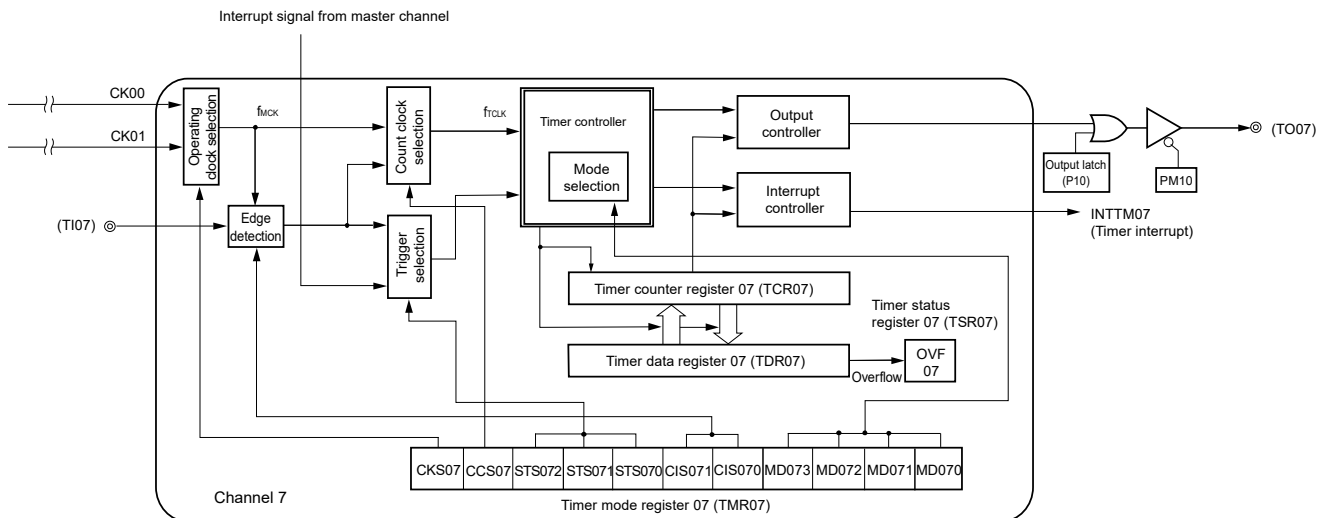 Interrupt signal from master channel
CK00
CK01
Operating
clock selection
fMCK
Count clock
selection
fTCLK
Timer controller
Mode
selection
Output
controller
Interrupt
controller
Output latch
(P10)
PM10
(TO07)
INTTM07
(Timer interrupt)
(TI07)
Edge
detection
Trigger
selection
Timer counter register 07 (TCR07)
Timer status
register 07 (TSR07)
Timer data register 07 (TDR07)
Overflow
OVF
07
CKS07 CCS07 STS072 STS071 STS070 CIS071 CIS070 MD073 MD072 MD071 MD070
Channel 7
Timer mode register 07 (TMR07)